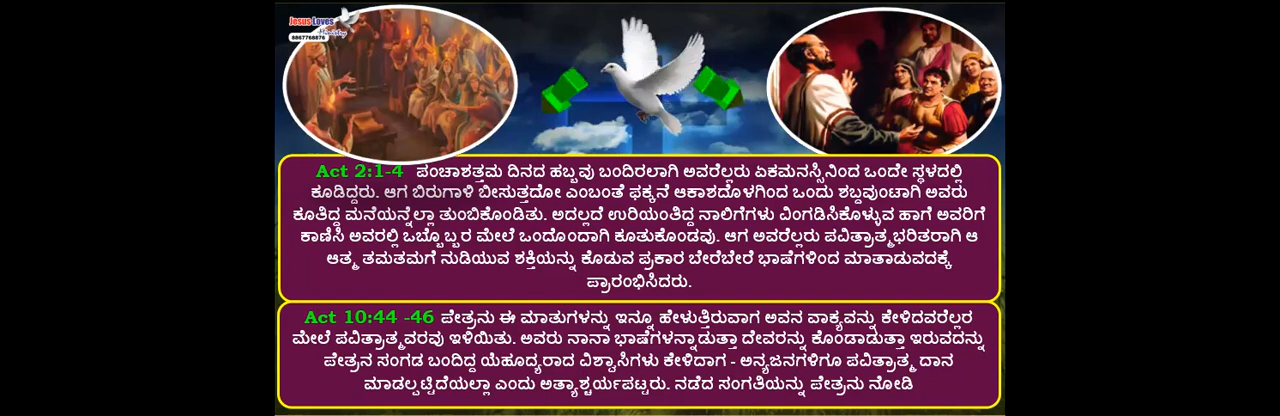 Jesus Loves
Ministry
8867766876
Act 2:1-4 ಪಂಚಾಶತ್ತಮ ದಿನದ ಹಬ್ಬವು ಬಂದಿರಲಾಗಿ ಅವರೆಲ್ಲರು ಏಕಮನಸ್ಸಿನಿಂದ ಒಂದೇ ಸ್ಥಳದಲ್ಲಿ
ಕೂಡಿದ್ದರು. ಆಗ ಬಿರುಗಾಳಿ ಬೀಸುತ್ತದೋ ಎಂಬಂತೆ ಫಕ್ಕನೆ ಆಕಾಶದೊಳಗಿಂದ ಒಂದು ಶಬ್ದವುಂಟಾಗಿ ಅವರು
ಕೂತಿದ್ದ ಮನೆಯನ್ನೆಲ್ಲಾ ತುಂಬಿಕೊಂಡಿತು. ಅದಲ್ಲದೆ ಉರಿಯಂತಿದ್ದ ನಾಲಿಗೆಗಳು ವಿಂಗಡಿಸಿಕೊಳ್ಳುವ ಹಾಗೆ ಅವರಿಗೆ
ಕಾಣಿಸಿ ಅವರಲ್ಲಿ ಒಬ್ಬೊಬ್ಬರ ಮೇಲೆ ಒಂದೊಂದಾಗಿ ಕೂತುಕೊಂಡವು. ಆಗ ಅವರೆಲ್ಲರು ಪವಿತ್ರಾತ್ಮಭರಿತರಾಗಿ ಆ
ಆತ್ಮ ತಮತಮಗೆ ನುಡಿಯುವ ಶಕ್ತಿಯನ್ನು ಕೊಡುವ ಪ್ರಕಾರ ಬೇರೆಬೇರೆ ಭಾಷೆಗಳಿಂದ ಮಾತಾಡುವದಕ್ಕೆ
ಪ್ರಾರಂಭಿಸಿದರು.
Act 10:44 -46 ಪೇತ್ರನು ಈ ಮಾತುಗಳನ್ನು ಇನ್ನೂ ಹೇಳುತ್ತಿರುವಾಗ ಅವನ ವಾಕ್ಯವನ್ನು ಕೇಳಿದವರೆಲ್ಲರ
ಮೇಲೆ ಪವಿತ್ರಾತ್ಮವರವು ಇಳಿಯಿತು. ಅವರು ನಾನಾ ಭಾಷೆಗಳನ್ನಾಡುತ್ತಾ ದೇವರನ್ನು ಕೊಂಡಾಡುತ್ತಾ ಇರುವದನ್ನು
ಪೇತ್ರನ ಸಂಗಡ ಬಂದಿದ್ದ ಯೆಹೂದ್ಯರಾದ ವಿಶ್ವಾಸಿಗಳು ಕೇಳಿದಾಗ - ಅನ್ಯಜನಗಳಿಗೂ ಪವಿತ್ರಾತ್ಮ ದಾನ
ಮಾಡಲ್ಪಟ್ಟಿದೆಯಲ್ಲಾ ಎಂದು ಅತ್ಯಾಶ್ಚರ್ಯಪಟ್ಟರು. ನಡೆದ ಸಂಗತಿಯನ್ನು ಪೇತ್ರನು ನೋಡಿ